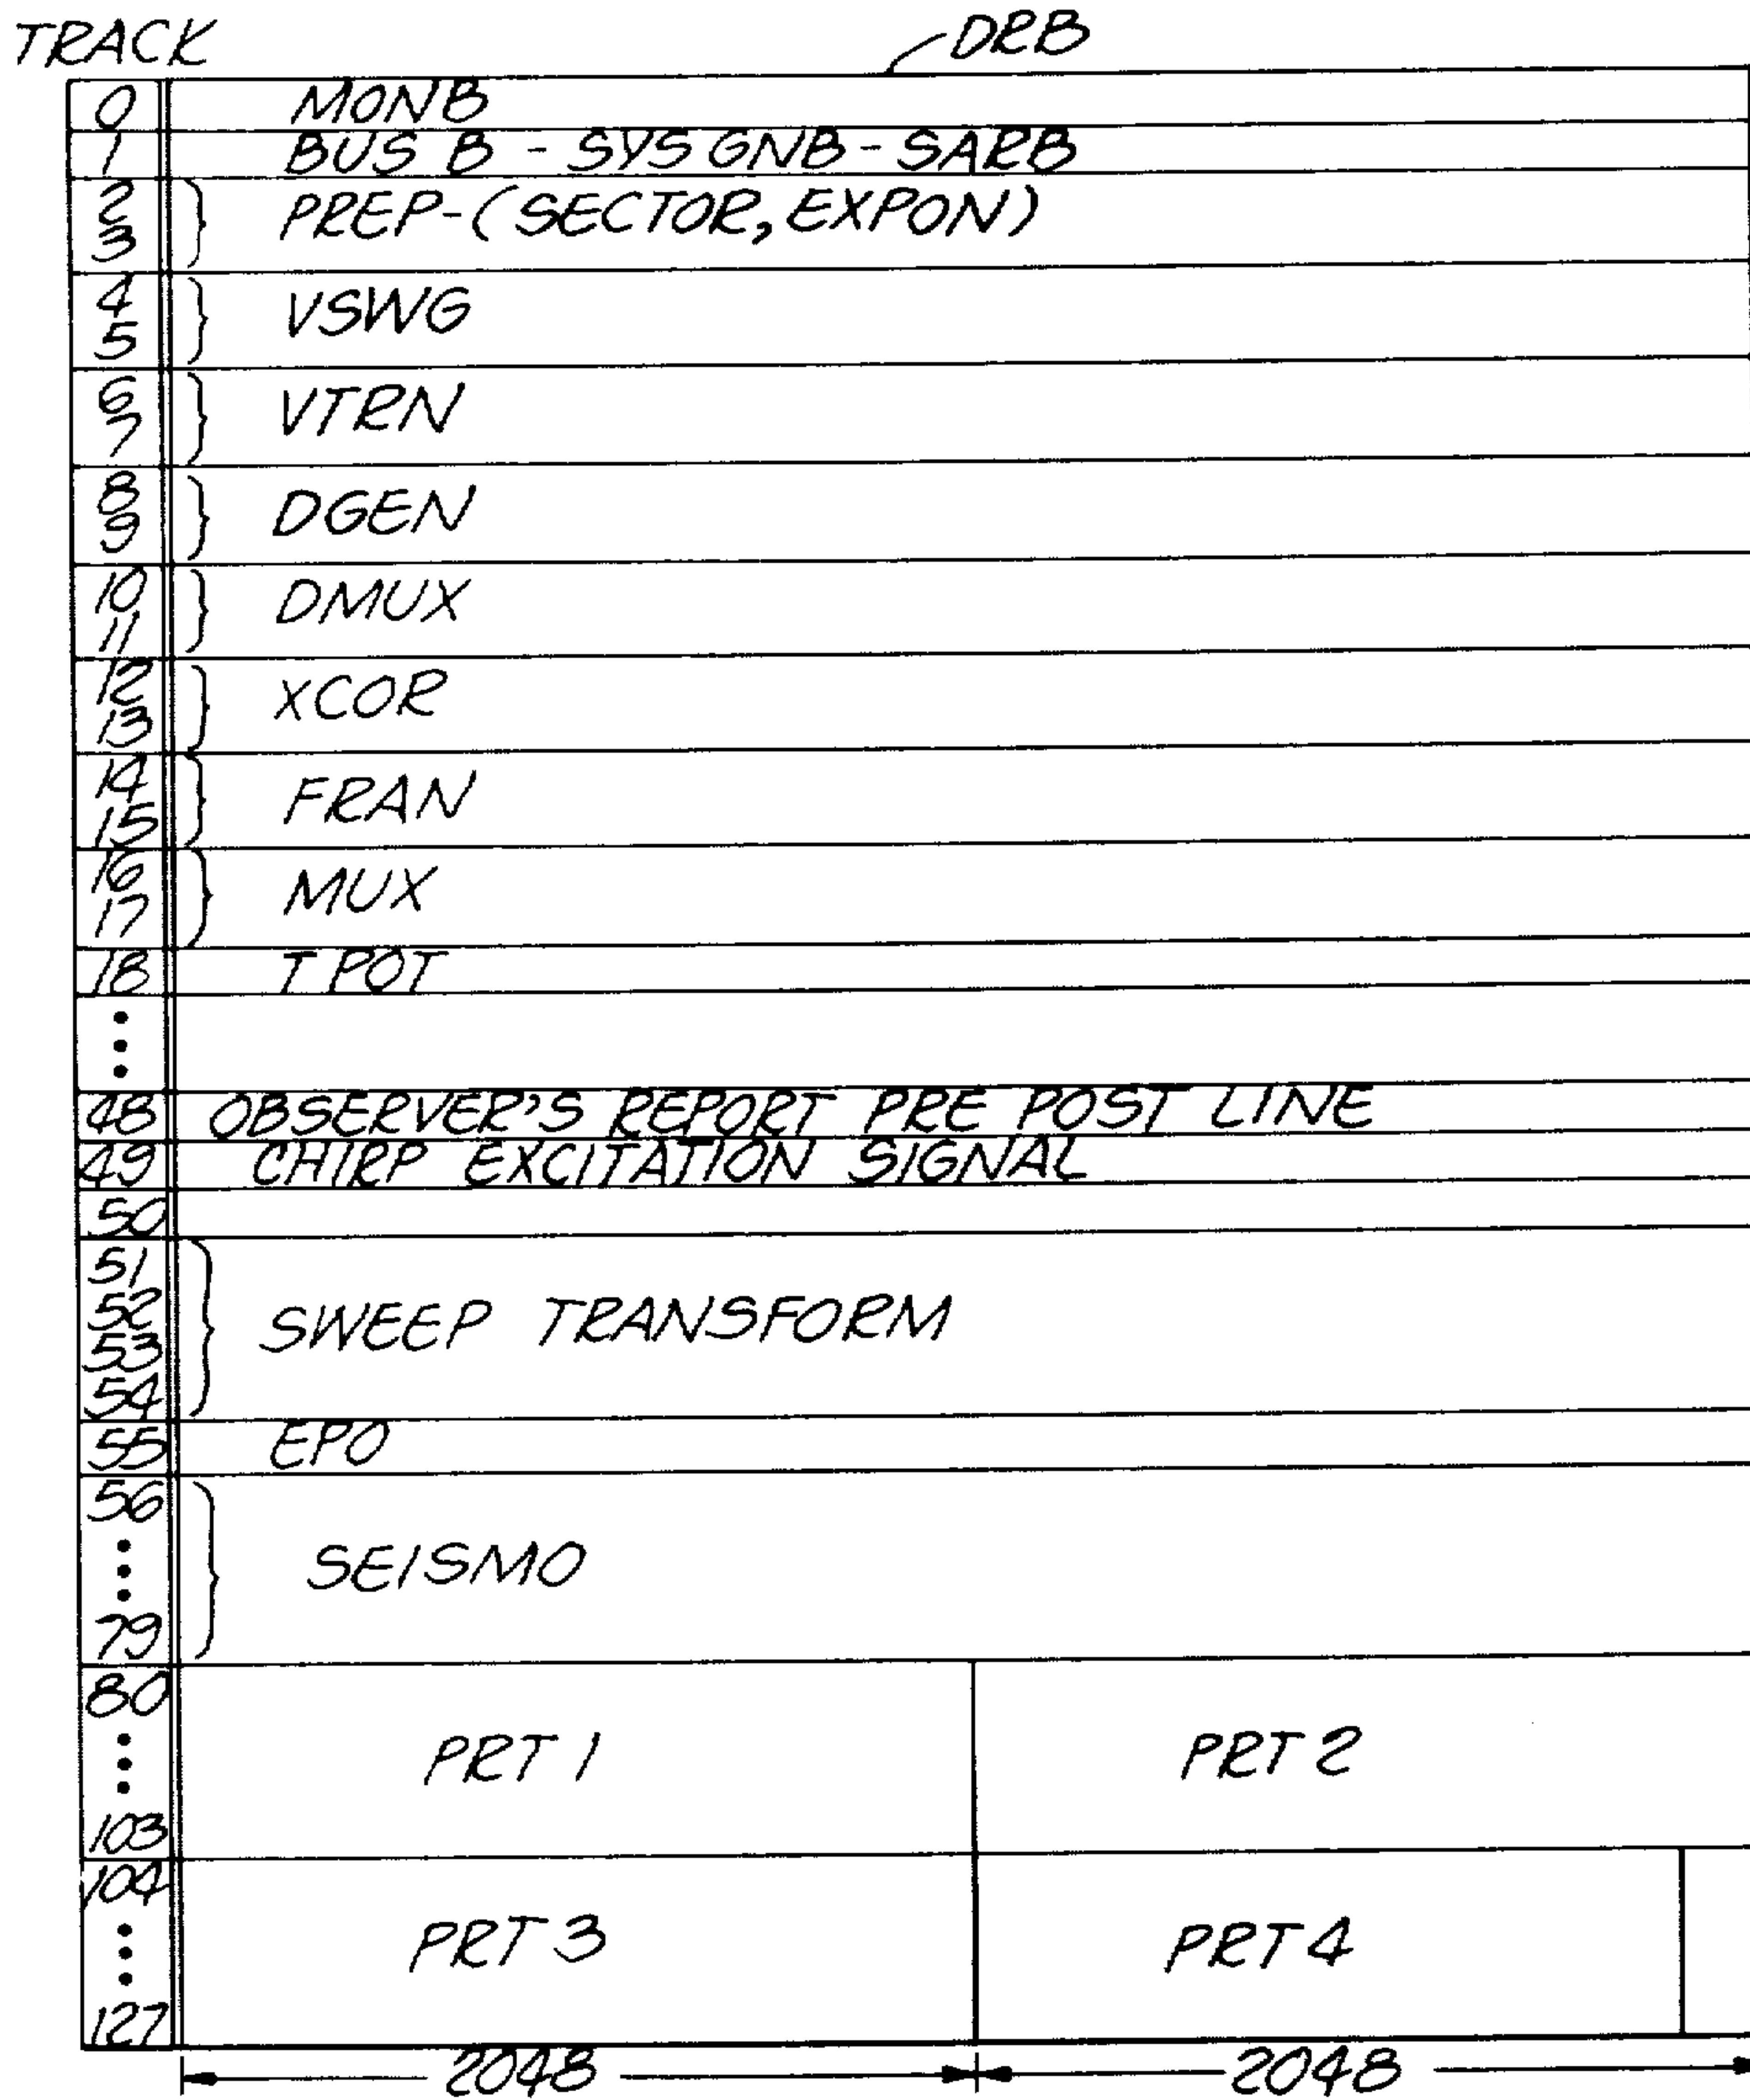 TRACK
DRB
0 MONB
1 BUS B - SYS GNB - SARB
2
3 PREP-(SECTOR, EXPON)
4
5 VSWG
6
7 VTRN
8
9 DGEN
10
11 DMUX
12
13 XCOR
14
15 FRAN
16
17 MUX
18 T POT
48 OBSERVER'S REPORT PRE POST LINE
49 CHIRP EXCITATION SIGNAL
50
51
52
53
54 SWEEP TRANSFORM
55 EPO
56
79 SEISMO
80
103 PRT 1 PRT 2
104
127 PRT 3 PRT 4
2048 2048